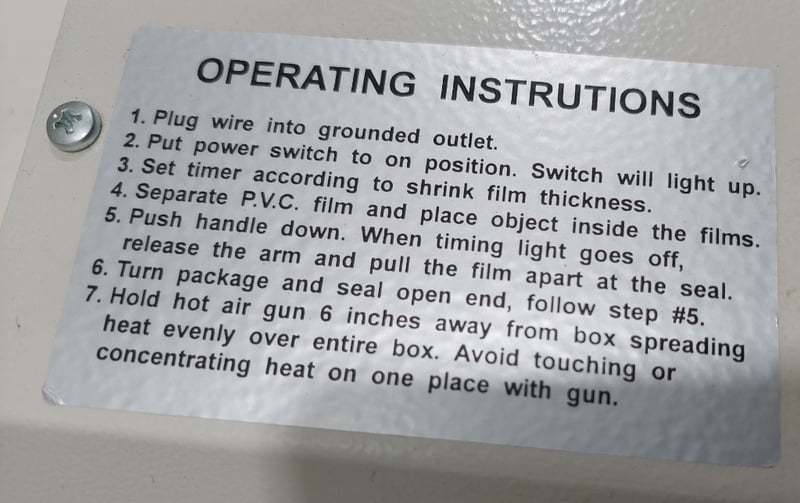 OPERATING INSTRUTIONS
1. Plug wire into grounded outlet.
2. Put power switch to on position. Switch will light up.
3. Set timer according to shrink film thickness.
4. Separate P.V.C. film and place object inside the films.
5. Push handle down. When timing light goes off,
release the arm and pull the film apart at the seal.
6. Turn package and seal open end, follow step #5.
7. Hold hot air gun 6 inches away from box spreading
heat evenly over entire box. Avoid touching or
concentrating heat on one place with gun.